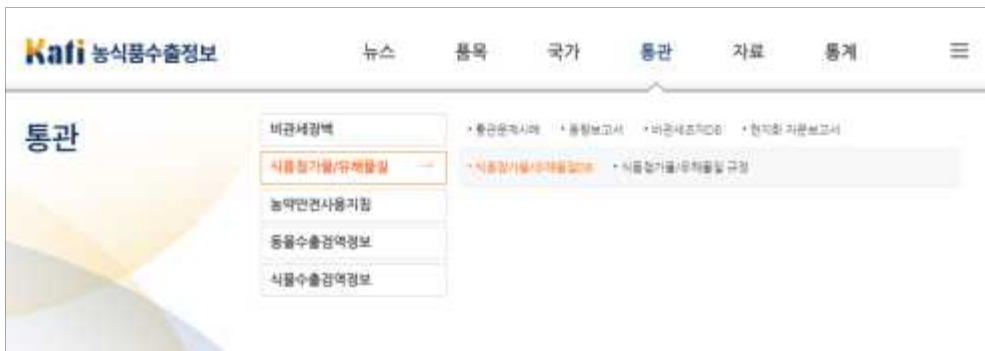 Kati 농식품수출정보 뉴스 품목 국가 통관 자료 통계
통관
비관세장벽
• 통관문제사례 • 동향보고서 • 비관세조치DB • 현지화 자문보고서
식품첨가물/유해물질 →
• 식품첨가물/유해물질DB • 식품첨가물/유해물질 규정
농약안전사용지침
동물수출검역정보
식물수출검역정보